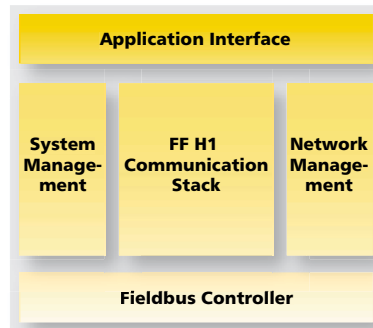 Application Interface
System
Manage-
ment
FF H1
Communication
Stack
Network
Manage-
ment
Fieldbus Controller